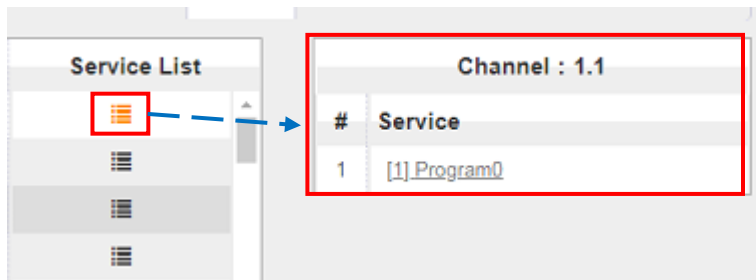 Service List
Channel : 1.1
# Service
1 [1] Program0